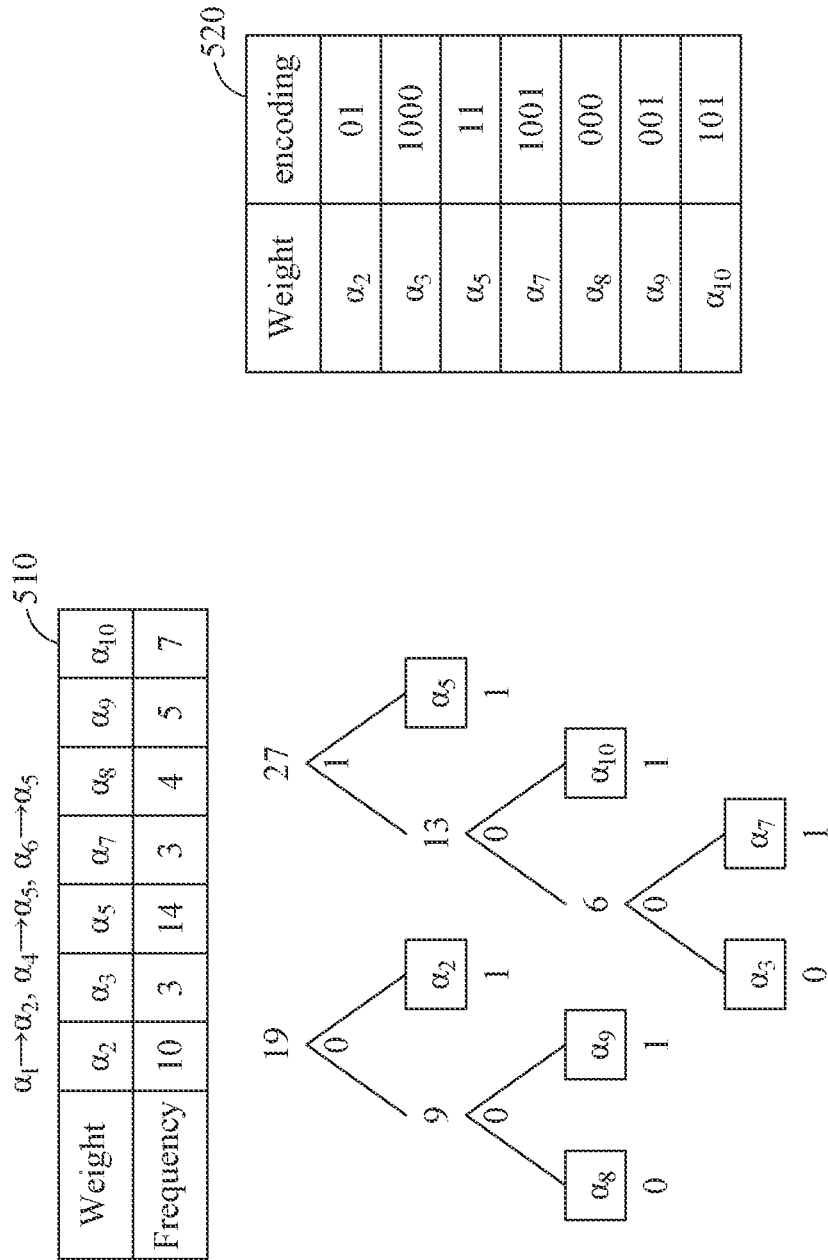 α₁→α₂, α₄→α₅, α₆→α₅
510
Weight α₂ α₃ α₅ α₇ α₈ α₉ α₁₀
Frequency 10 3 14 3 4 5 7
19 27
0 1
9 α₂ 13 α₅
0 1 0 1
α₈ α₉ 6 α₁₀
0 1 0 1
α₃ α₇
0 1
520
Weight encoding
α₂ 01
α₃ 1000
α₅ 11
α₇ 1001
α₈ 000
α₉ 001
α₁₀ 101